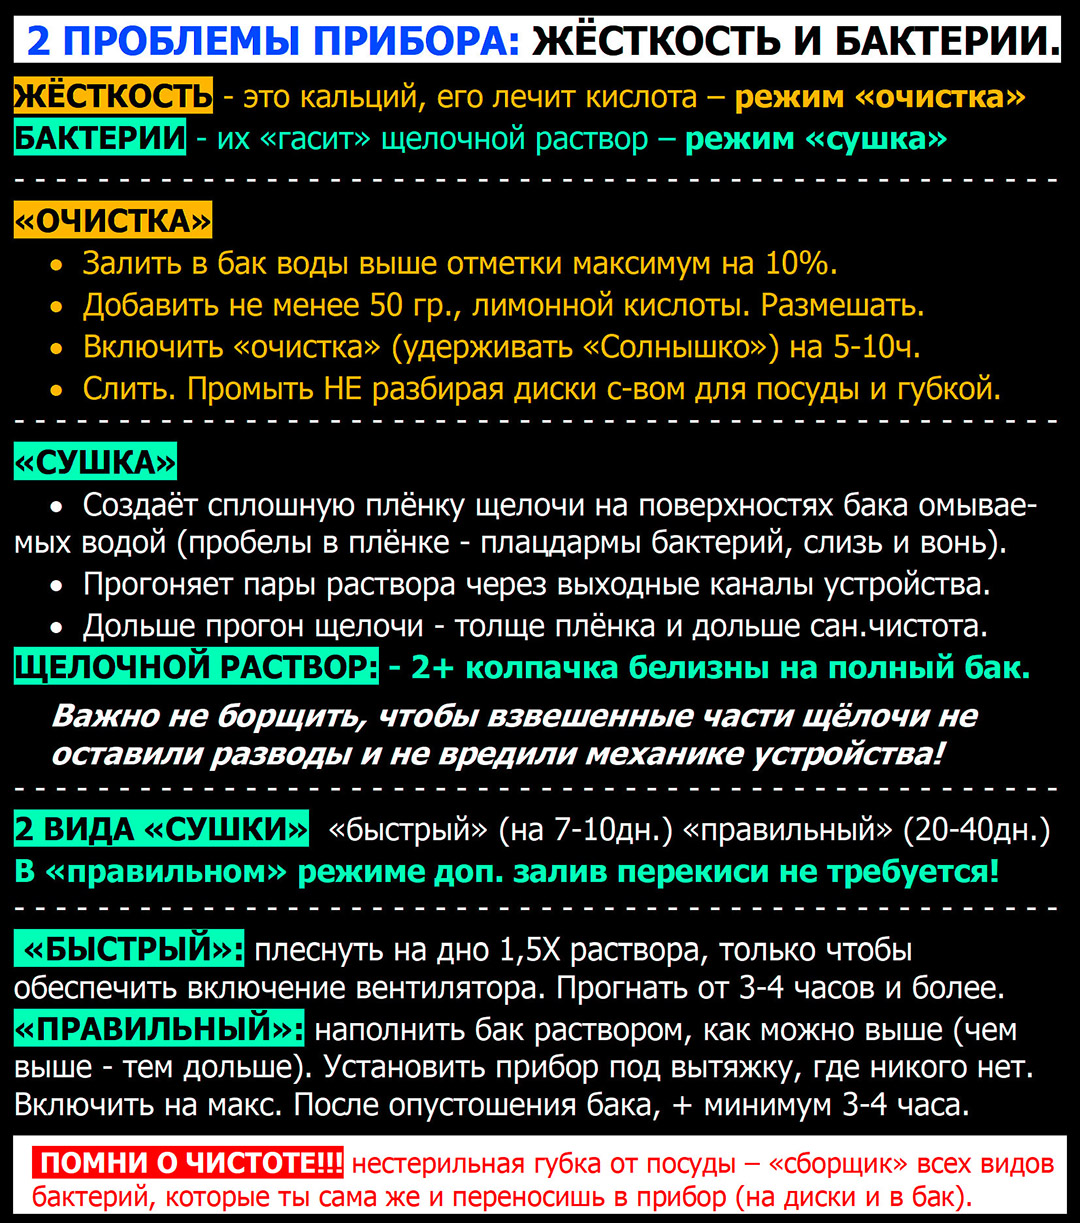 2 ПРОБЛЕМЫ ПРИБОРА: ЖЁСТКОСТЬ И БАКТЕРИИ.
ЖЁСТКОСТЬ - это кальций, его лечит кислота – режим «очистка»
БАКТЕРИИ - их «гасит» щелочной раствор – режим «сушка»
«ОЧИСТКА»
• Залить в бак воды выше отметки максимум на 10%.
• Добавить не менее 50 гр., лимонной кислоты. Размешать.
• Включить «очистка» (удерживать «Солнышко») на 5-10ч.
• Слить. Промыть НЕ разбирая диски с-вом для посуды и губкой.
«СУШКА»
• Создаёт сплошную плёнку щелочи на поверхностях бака омывае-
мых водой (пробелы в плёнке - плацдармы бактерий, слизь и вонь).
• Прогоняет пары раствора через выходные каналы устройства.
• Дольше прогон щелочи - толще плёнка и дольше сан.чистота.
ЩЕЛОЧНОЙ РАСТВОР: - 2+ колпачка белизны на полный бак.
Важно не борщить, чтобы взвешенные части щёлочи не
оставили разводы и не вредили механике устройства!
2 ВИДА «СУШКИ» «быстрый» (на 7-10дн.) «правильный» (20-40дн.)
В «правильном» режиме доп. залив перекиси не требуется!
«БЫСТРЫЙ»: плеснуть на дно 1,5Х раствора, только чтобы
обеспечить включение вентилятора. Прогнать от 3-4 часов и более.
«ПРАВИЛЬНЫЙ»: наполнить бак раствором, как можно выше (чем
выше - тем дольше). Установить прибор под вытяжку, где никого нет.
Включить на макс. После опустошения бака, + минимум 3-4 часа.
ПОМНИ О ЧИСТОТЕ!!! нестерильная губка от посуды – «сборщик» всех видов
бактерий, которые ты сама же и переносишь в прибор (на диски и в бак).